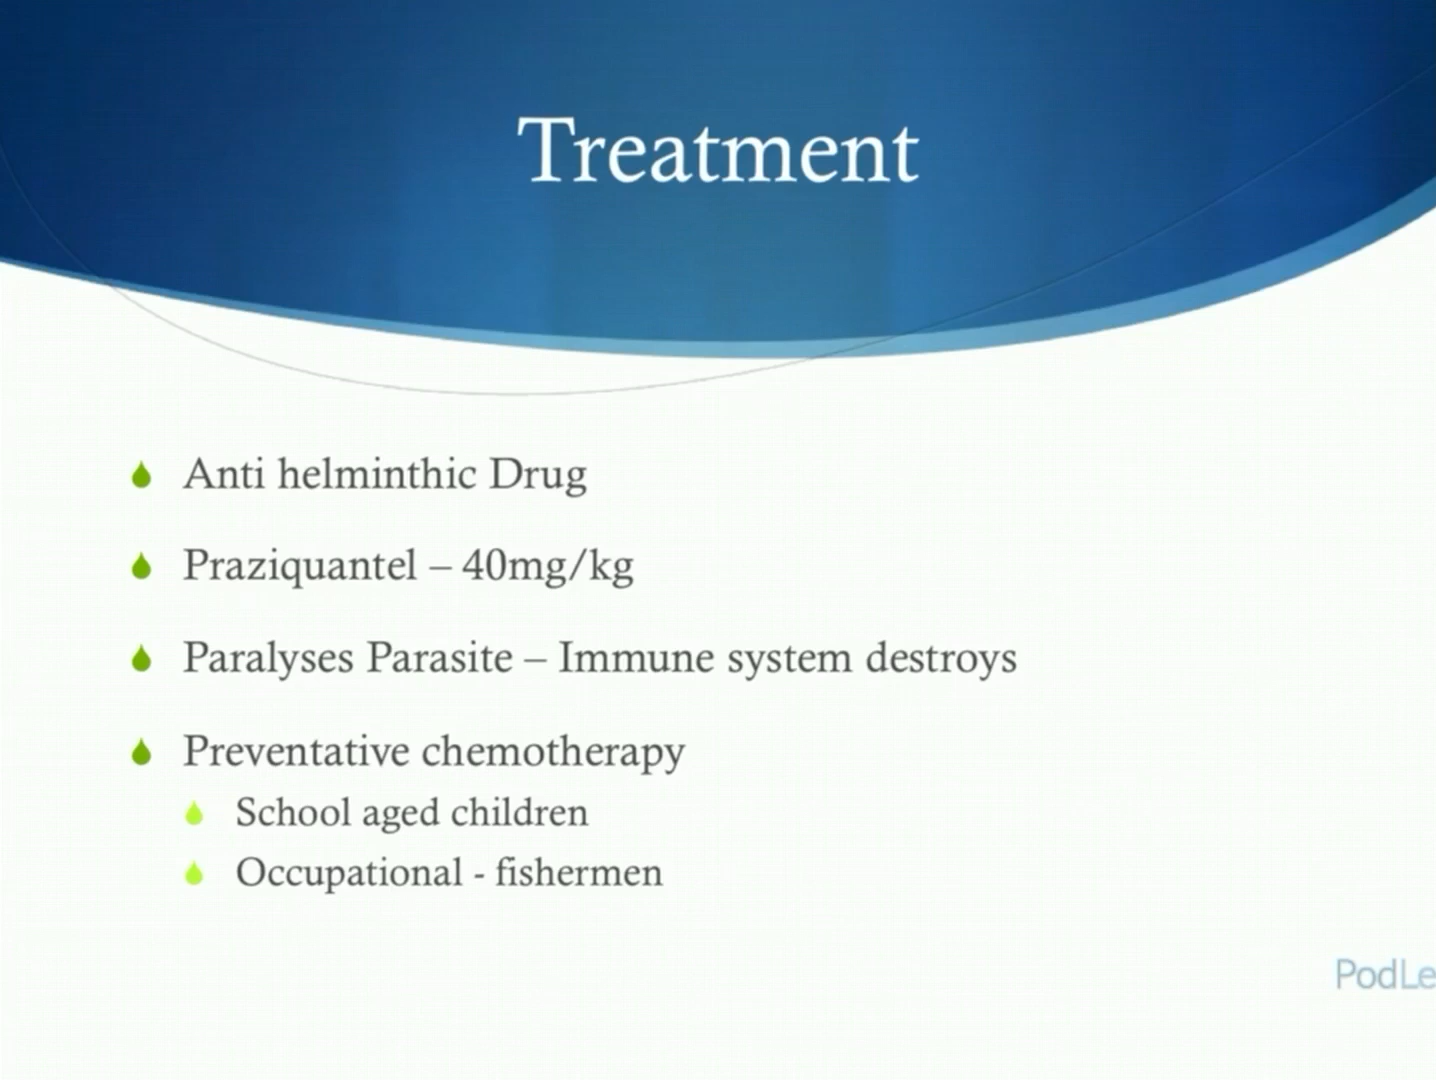 Treatment
Anti helminthic Drug
Praziquantel – 40mg/kg
Paralyses Parasite – Immune system destroys
Preventative chemotherapy
School aged children
Occupational - fishermen
PodLe